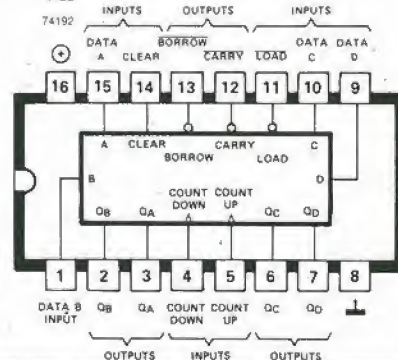 INPUTS OUTPUTS INPUTS
74192
DATA BORROW DATA DATA
A CLEAR CARRY LOAD C D
16 15 14 13 12 11 10 9
A CLEAR CARRY C
BORROW LOAD
B D
COUNT COUNT
QB QA DOWN UP QC QD
1 2 3 4 5 6 7 8
DATA B QB QA COUNT COUNT QC QD
INPUT DOWN UP
OUTPUTS INPUTS OUTPUTS